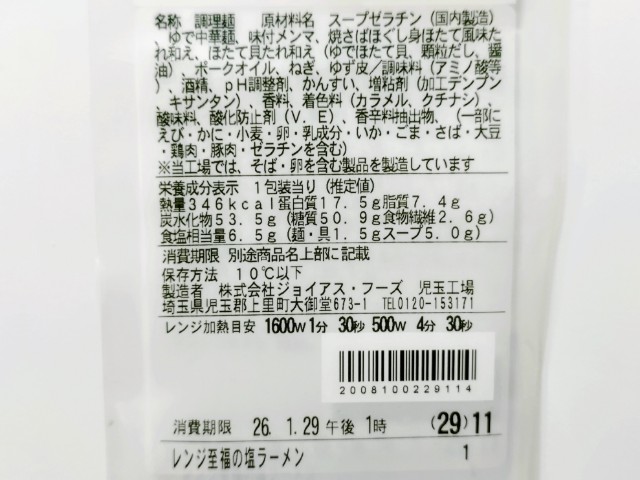 名称 調理麺 原材料名 スープゼラチン(国内製造
)、ゆで中華麺、味付メンマ、焼さばほぐし身ほたて風味た
れ和え、ほたて貝たれ和え(ゆでほたて貝、顆粒だし、醤
油)、ポークオイル、ねぎ、ゆず皮/調味料(アミノ酸等
)、酒精、pH調整剤、かんすい、増粘剤(加工デンプン
、キサンタン)、香料、着色料(カラメル、クチナシ)、
酸味料、酸化防止剤(V.E)、香辛料抽出物、(一部に
えび・かに・小麦・卵・乳成分・いか・ごま・さば・大豆
・鶏肉・豚肉・ゼラチンを含む)
※当工場では、そば・卵を含む製品を製造しています
栄養成分表示 1包装当り(推定値)
熱量346kcal蛋白質17.5g脂質7.4g
炭水化物53.5g(糖質50.9g食物繊維2.6g)
食塩相当量6.5g(麺・具1.5gスープ5.0g)
消費期限 別途商品名上部に記載
保存方法 10℃以下
製造者 株式会社ジョイアス・フーズ 児玉工場
埼玉県児玉郡上里町大御堂673-1 TEL0120-153171
レンジ加熱目安 1600W 1分 30秒 500W 4分 30秒
2008100229114
消費期限 26. 1.29 午後 1時 (29)11
レンジ至福の塩ラーメン 1